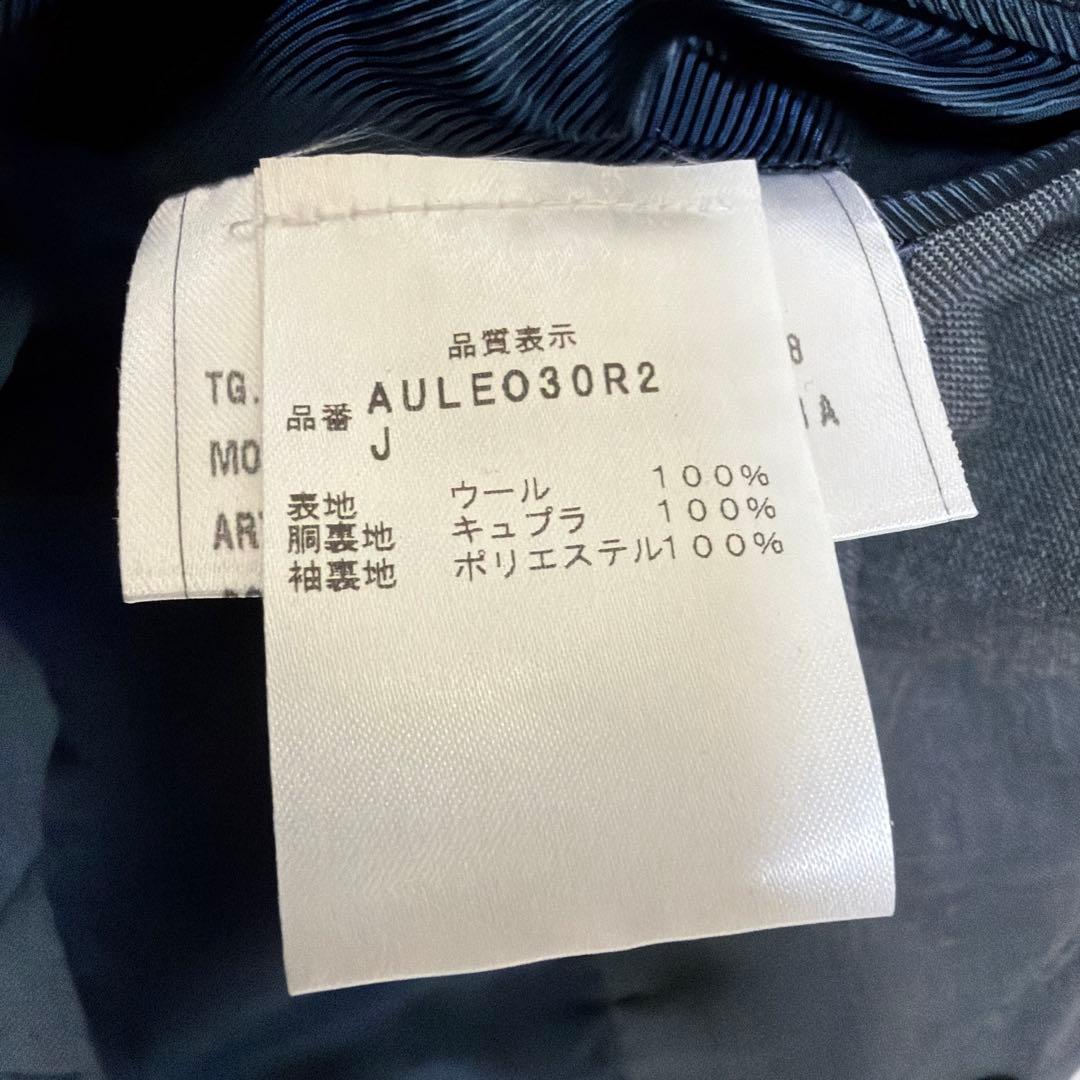 品質表示
品番 AULE030R2
J
表地 ウール 100%
胴裏地 キュプラ 100%
袖裏地 ポリエステル100%
TG.
8
MO
IA
ART